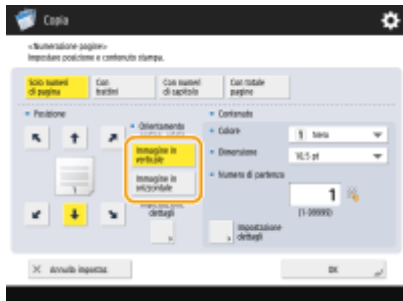 Copia
<Numerazione pagine>
Impostare posizione e contenuto stampa.
Solo numeri
di pagina
Con
trattini
Con numeri
di capitolo
Con totale
pagine
Posizione
Orientamento
Immagine in
verticale
Immagine in
orizzontale
dettagli
Contenuto
Colore
Nero
Dimensione
10,5 pt
Numero di partenza
1
(1-99999)
Impostazione
dettagli
Annulla impostaz.
OK